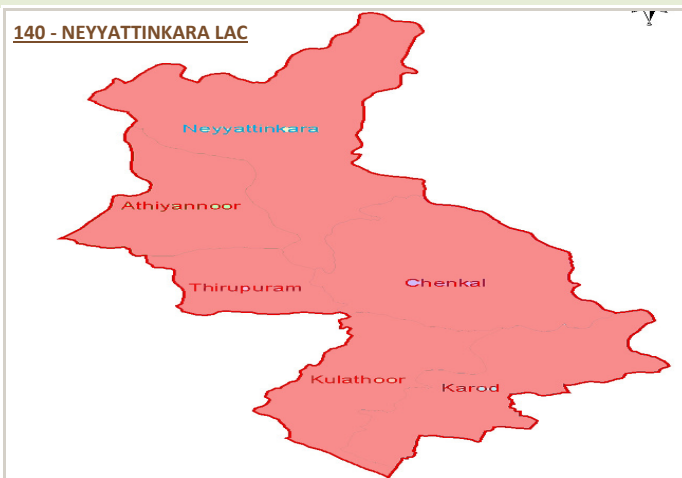 140 - NEYYATTINKARA LAC
Neyyattinkara
Athiyannoor
Thirupuram
Chenkal
Kulathoor
Karod